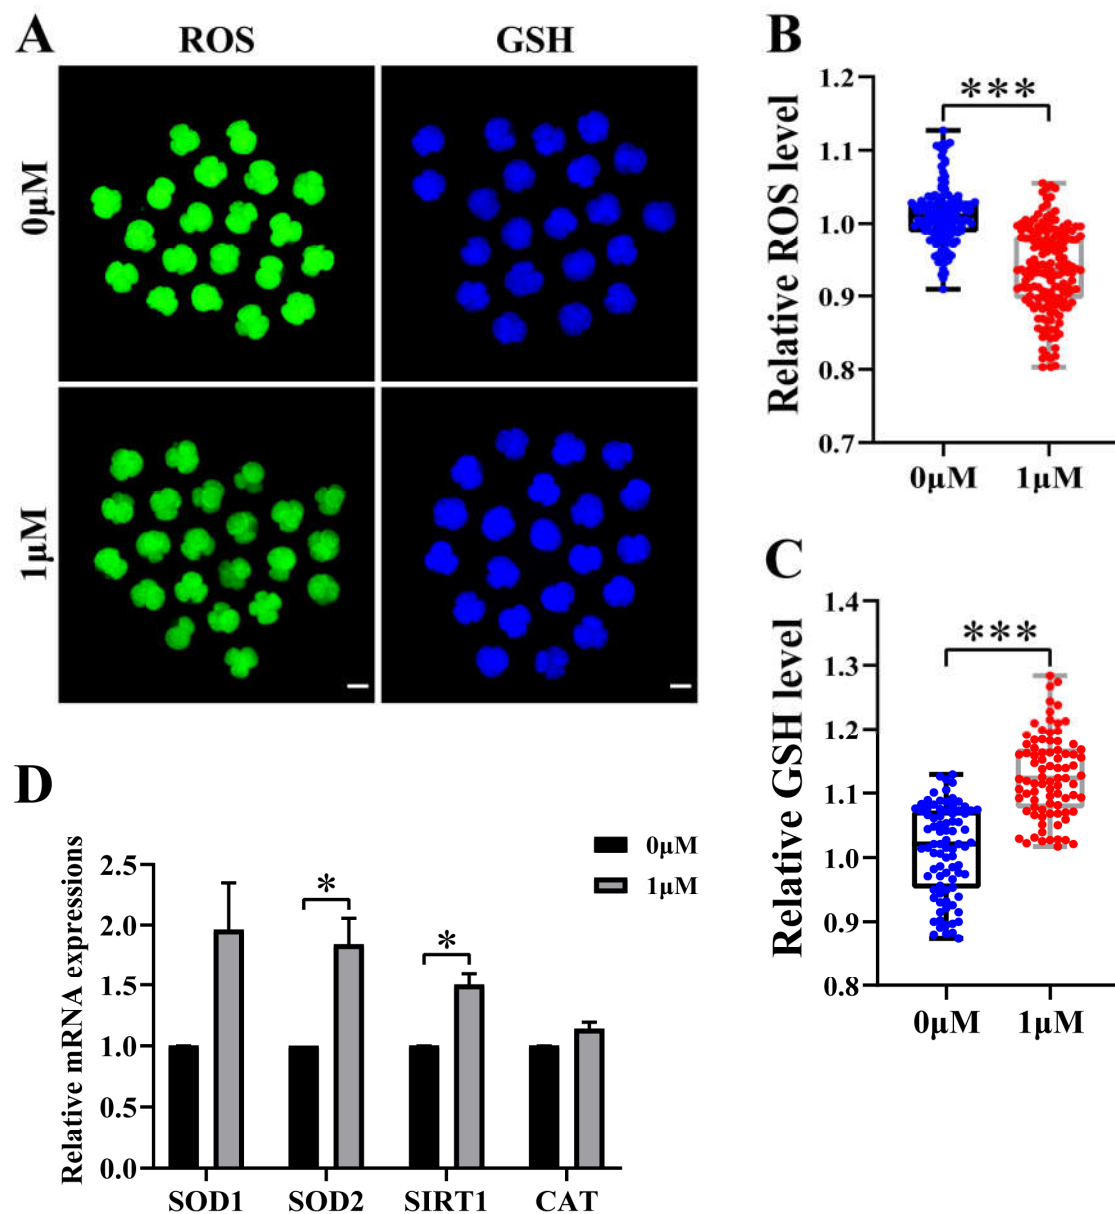 A
ROS
GSH
0μM
1μM
B
Relative ROS level
1.2
1.1
1.0
0.9
0.8
0.7
***
0μM
1μM
C
Relative GSH level
1.4
1.3
1.2
1.1
1.0
0.9
0.8
***
0μM
1μM
D
Relative mRNA expressions
2.5
2.0
1.5
1.0
0.5
0.0
*
*
0μM
1μM
SOD1
SOD2
SIRT1
CAT